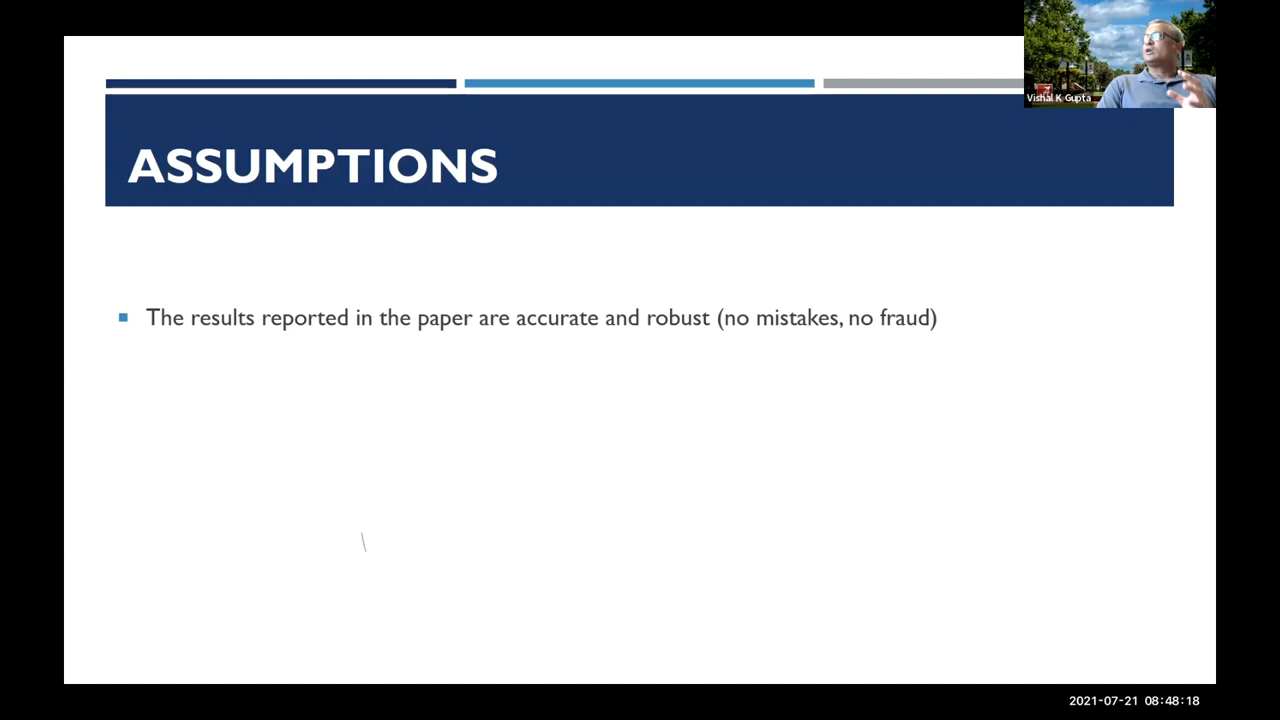 Vishal K Gupta
ASSUMPTIONS
The results reported in the paper are accurate and robust (no mistakes, no fraud)
2021-07-21 08:48:18